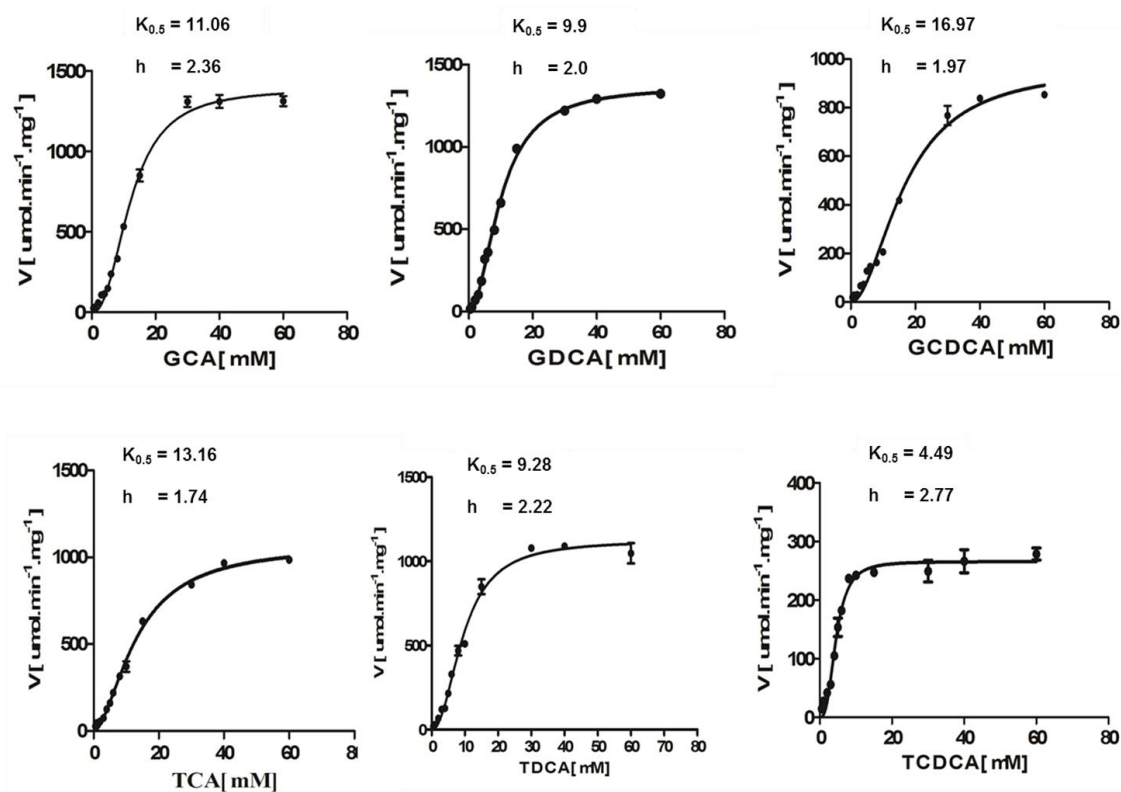 K0.5 = 11.06
h = 2.36
1500
1000
500
0
V[ umol.min-1.mg-1]
0 20 40 60 80
GCA[ mM]
K0.5 = 9.9
h = 2.0
1500
1000
500
0
V[ umol.min-1.mg-1]
0 20 40 60 80
GDCA[ mM]
K0.5 = 16.97
h = 1.97
1000
800
600
400
200
0
V[ umol.min-1.mg-1]
0 20 40 60 80
GCDCA[ mM]
K0.5 = 13.16
h = 1.74
1500
1000
500
0
V[ umol.min-1.mg-1]
0 20 40 60 80
TCA[ mM]
K0.5 = 9.28
h = 2.22
1500
1000
500
0
V[ umol.min-1.mg-1]
0 10 20 30 40 50 60 70 80
TDCA[ mM]
K0.5 = 4.49
h = 2.77
400
300
200
100
0
V[ umol.min-1.mg-1]
0 20 40 60 80
TCDCA[ mM]